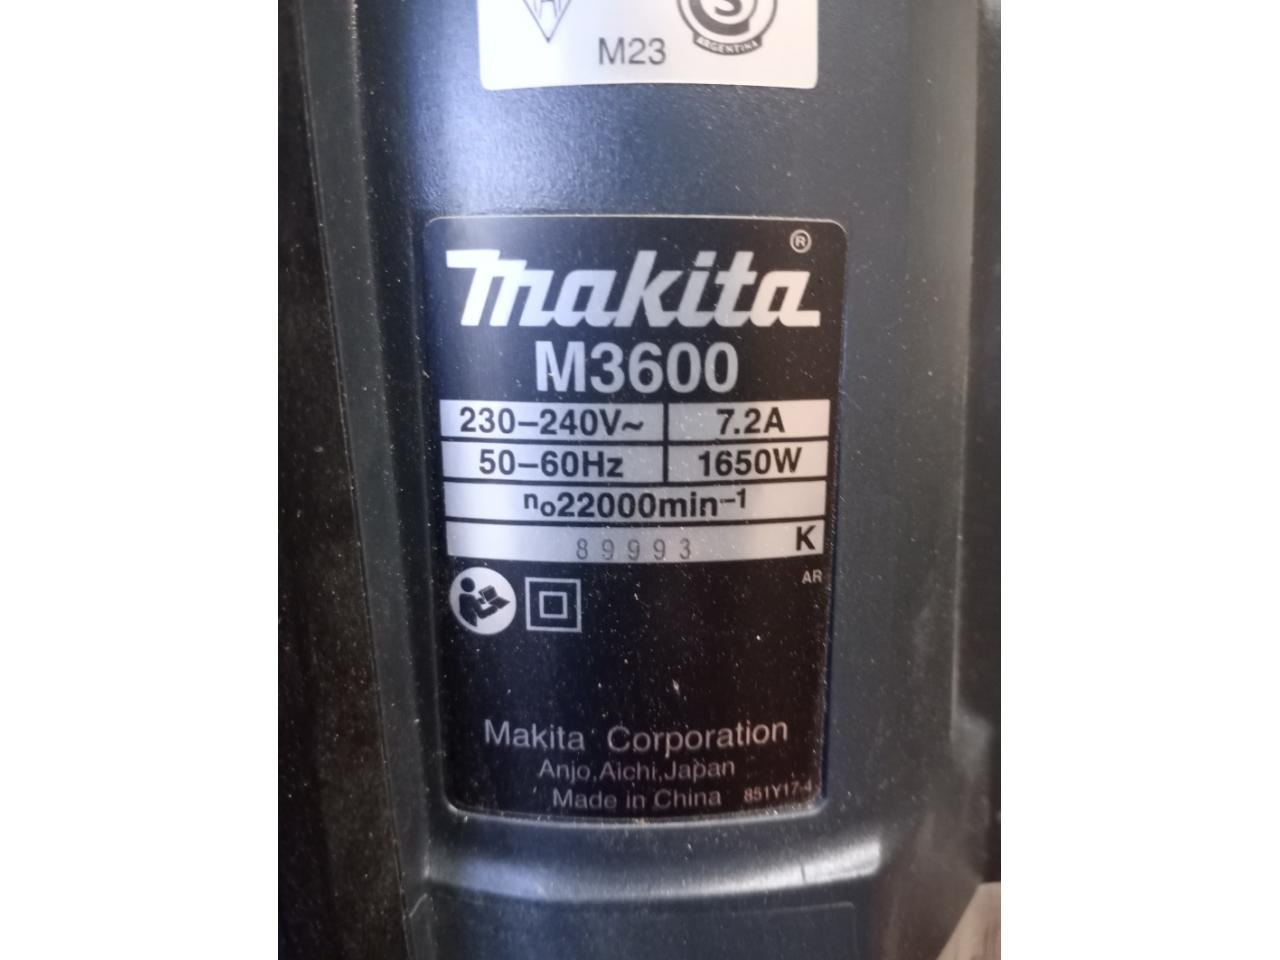 M23
S
ARGENTINA
makita®
M3600
230–240V~ 7.2A
50–60Hz 1650W
no22000min-1
89993 K
AR
Makita Corporation
Anjo,Aichi,Japan
Made in China 851Y17-4